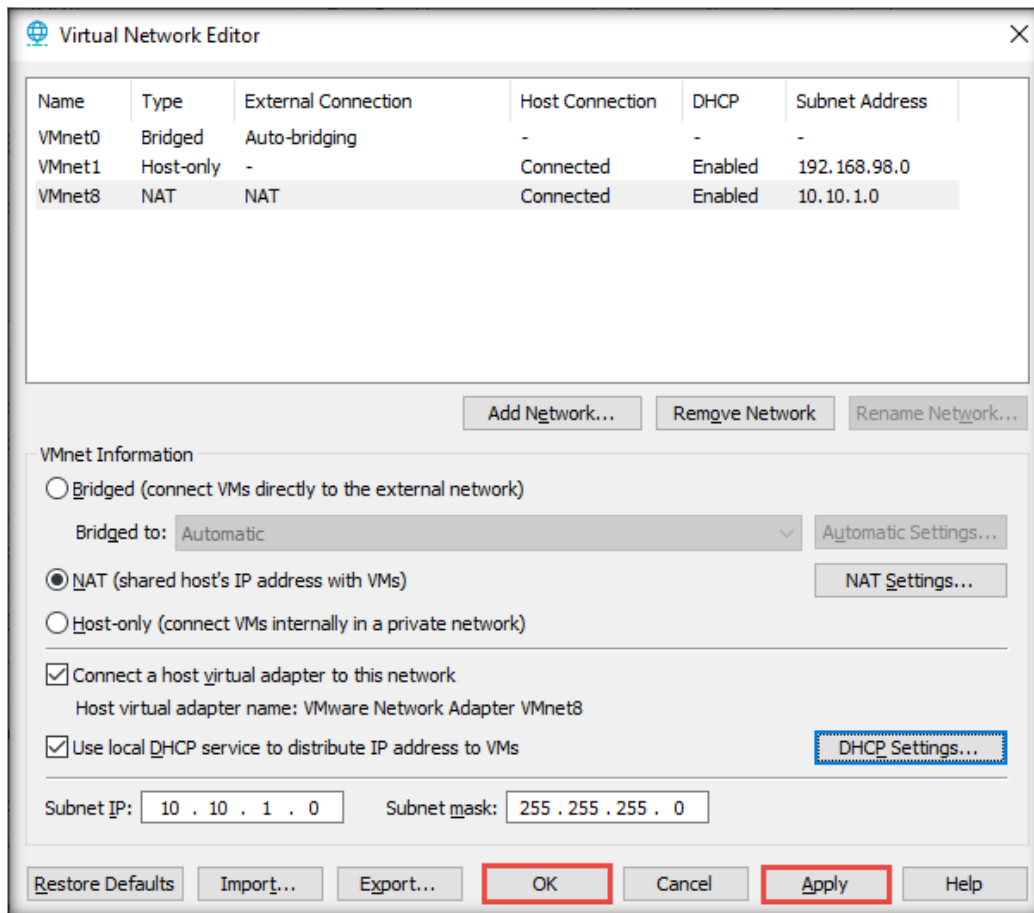 Virtual Network Editor
Name Type External Connection Host Connection DHCP Subnet Address
VMnet0 Bridged Auto-bridging - - -
VMnet1 Host-only - Connected Enabled 192.168.98.0
VMnet8 NAT NAT Connected Enabled 10.10.1.0
Add Network... Remove Network Rename Network...
VMnet Information
Bridged (connect VMs directly to the external network)
Bridged to: Automatic Automatic Settings...
NAT (shared host's IP address with VMs) NAT Settings...
Host-only (connect VMs internally in a private network)
Connect a host virtual adapter to this network
Host virtual adapter name: VMware Network Adapter VMnet8
Use local DHCP service to distribute IP address to VMs DHCP Settings...
Subnet IP: 10 . 10 . 1 . 0 Subnet mask: 255 . 255 . 255 . 0
Restore Defaults Import... Export... OK Cancel Apply Help